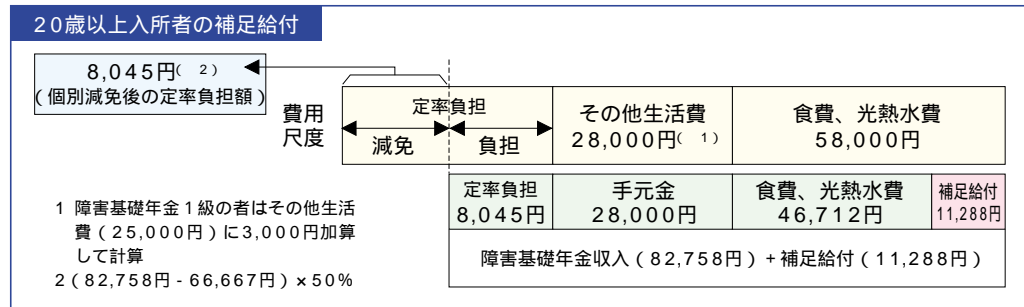 20歳以上入所者の補足給付
8,045円( 2)
(個別減免後の定率負担額)
費用
尺度
定率負担
減免
負担
その他生活費
28,000円( 1)
食費、光熱水費
58,000円
定率負担
8,045円
手元金
28,000円
食費、光熱水費
46,712円
補足給付
11,288円
障害基礎年金収入(82,758円)+補足給付(11,288円)
1 障害基礎年金1級の者はその他生活
費(25,000円)に3,000円加算
して計算
2(82,758円-66,667円)×50%